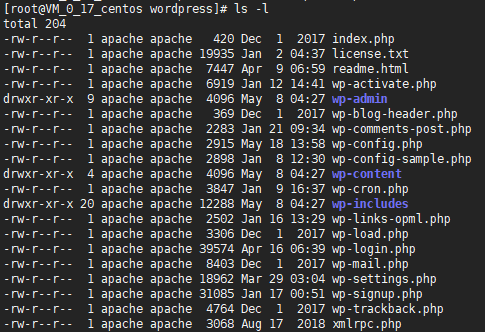 [root@VM_0_17_centos wordpress]# ls -l
total 204
-rw-r--r-- 1 apache apache 420 Dec 1 2017 index.php
-rw-r--r-- 1 apache apache 19935 Jan 2 04:37 license.txt
-rw-r--r-- 1 apache apache 7447 Apr 9 06:59 readme.html
-rw-r--r-- 1 apache apache 6919 Jan 12 14:41 wp-activate.php
drwxr-xr-x 9 apache apache 4096 May 8 04:27 wp-admin
-rw-r--r-- 1 apache apache 369 Dec 1 2017 wp-blog-header.php
-rw-r--r-- 1 apache apache 2283 Jan 21 09:34 wp-comments-post.php
-rw-r--r-- 1 apache apache 2915 May 18 13:58 wp-config.php
-rw-r--r-- 1 apache apache 2898 Jan 8 12:30 wp-config-sample.php
drwxr-xr-x 4 apache apache 4096 May 8 04:27 wp-content
-rw-r--r-- 1 apache apache 3847 Jan 9 16:37 wp-cron.php
drwxr-xr-x 20 apache apache 12288 May 8 04:27 wp-includes
-rw-r--r-- 1 apache apache 2502 Jan 16 13:29 wp-links-opml.php
-rw-r--r-- 1 apache apache 3306 Dec 1 2017 wp-load.php
-rw-r--r-- 1 apache apache 39574 Apr 16 06:39 wp-login.php
-rw-r--r-- 1 apache apache 8403 Dec 1 2017 wp-mail.php
-rw-r--r-- 1 apache apache 18962 Mar 29 03:04 wp-settings.php
-rw-r--r-- 1 apache apache 31085 Jan 17 00:51 wp-signup.php
-rw-r--r-- 1 apache apache 4764 Dec 1 2017 wp-trackback.php
-rw-r--r-- 1 apache apache 3068 Aug 17 2018 xmlrpc.php